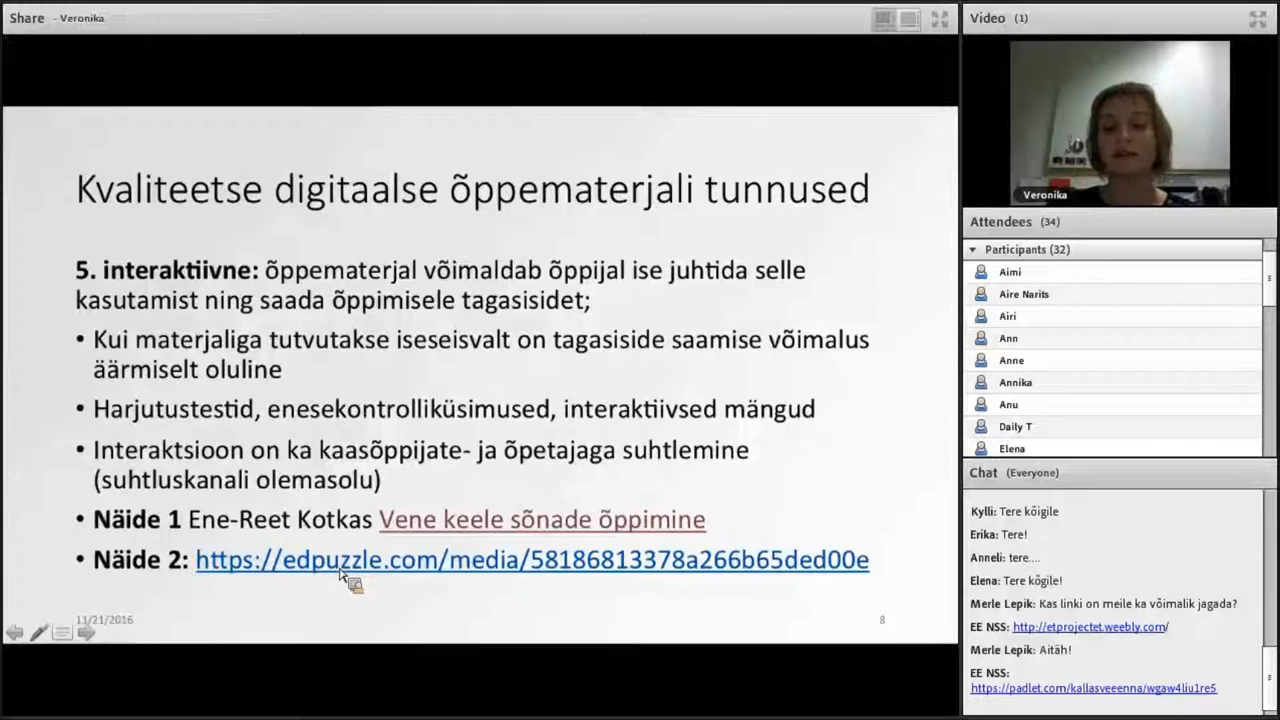 Share - Veronika
Kvaliteetse digitaalse õppematerjali tunnused
5. interaktiivne: õppematerjal võimaldab õppijal ise juhtida selle
kasutamist ning saada õppimisele tagasisidet;
• Kui materjaliga tutvutakse iseseisvalt on tagasiside saamise võimalus
äärmiselt oluline
• Harjutustestid, enesekontrolliküsimused, interaktiivsed mängud
• Interaktsioon on ka kaasõppijate- ja õpetajaga suhtlemine
(suhtluskanali olemasolu)
• Näide 1 Ene-Reet Kotkas Vene keele sõnade õppimine
• Näide 2: https://edpuzzle.com/media/58186813378a266b65ded00e
11/21/2016
8
Video (1)
Veronika
Attendees (34)
Participants (32)
Aimi
Aire Narits
Airi
Ann
Anne
Annika
Anu
Daily T
Elena
Chat (Everyone)
Kylli: Tere kõigile
Erika: Tere!
Anneli: tere....
Elena: Tere kõgile!
Merle Lepik: Kas linki on meile ka võimalik jagada?
EE NSS: http://etprojectet.weebly.com/
Merle Lepik: Aitäh!
EE NSS:
https://padlet.com/kallasveeenna/wgaw4liu1re5